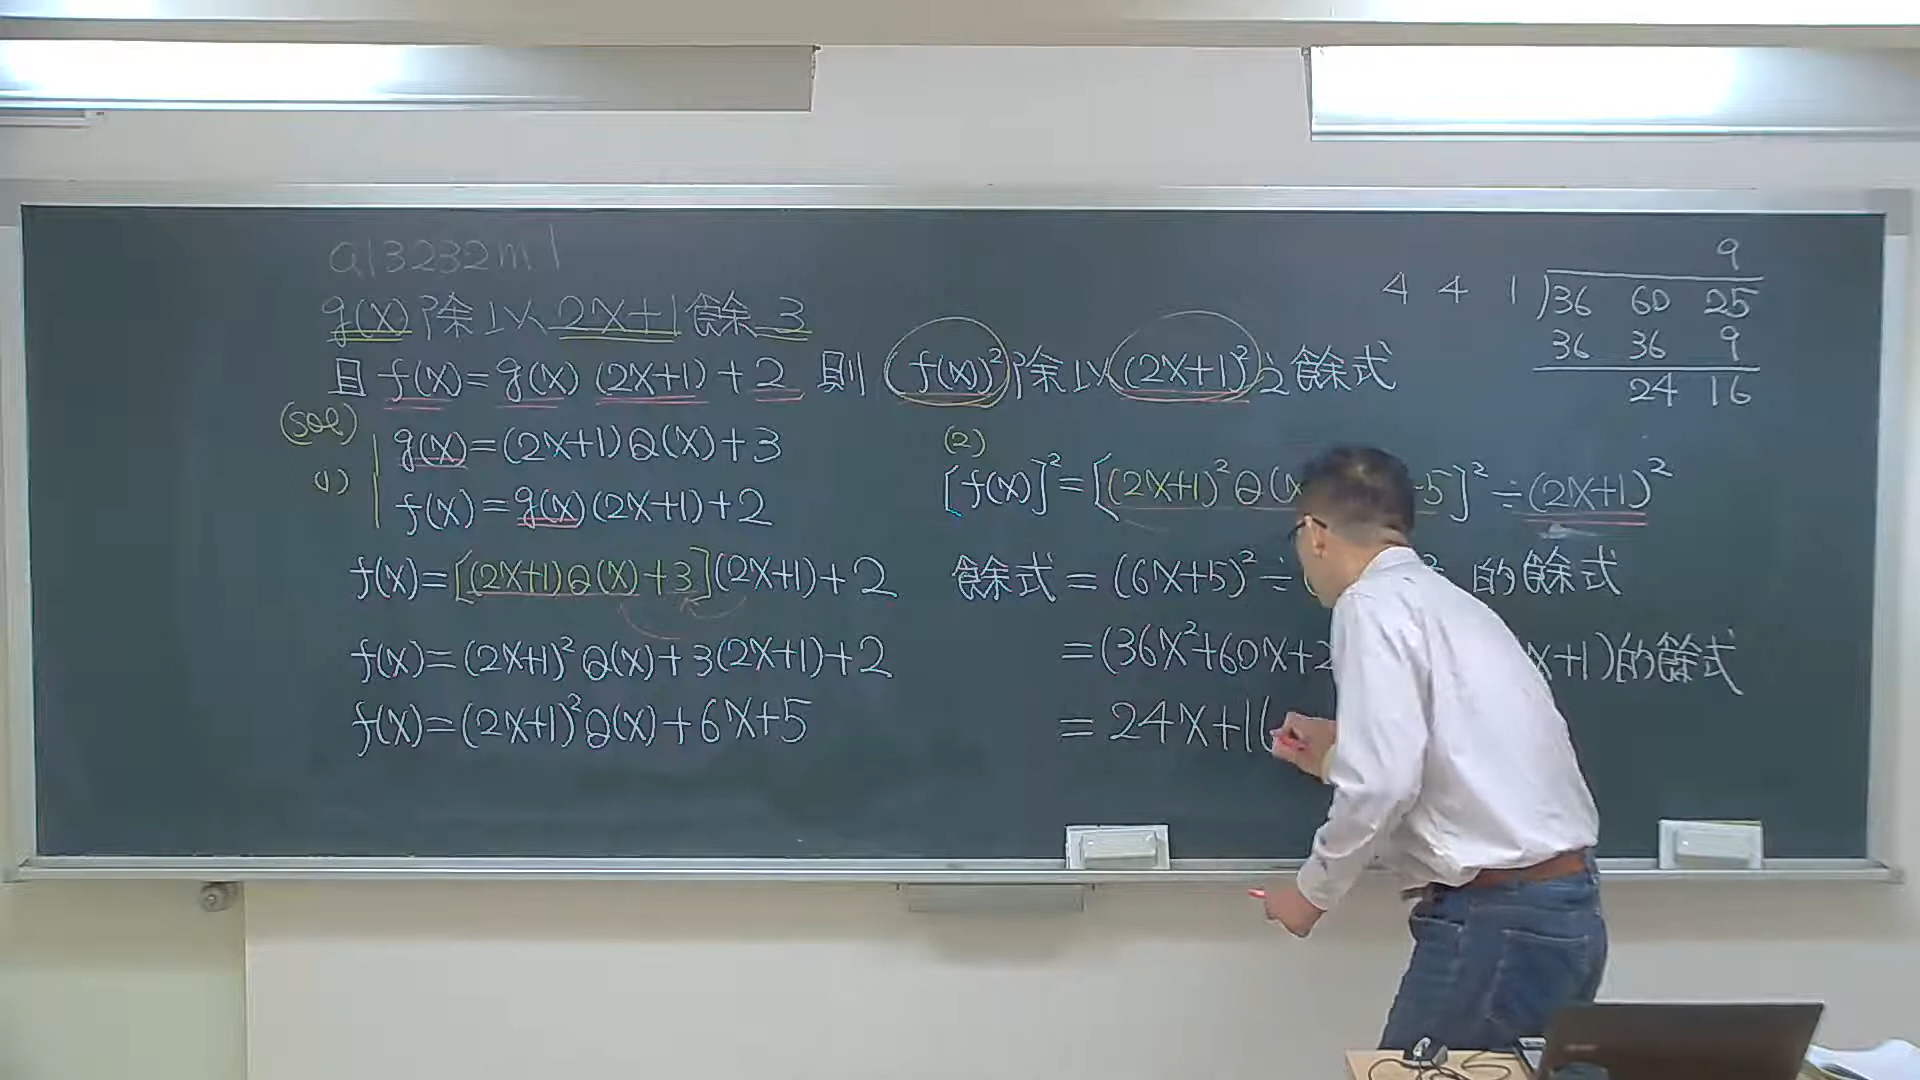 a13232m1
g(x)除以2x+1餘3
且f(x)=g(x)(2x+1)+2 則(f(x))²除以(2x+1)²之餘式
(sol)
(1)
g(x)=(2x+1)Q(x)+3
f(x)=g(x)(2x+1)+2
f(x)=[(2x+1)Q(x)+3](2x+1)+2
f(x)=(2x+1)²Q(x)+3(2x+1)+2
f(x)=(2x+1)²Q(x)+6x+5
9
4 4 1)36 60 25
36 36 9
24 16
(2)
[f(x)]²=[(2x+1)²Q(x 5]²÷(2x+1)²
餘式=(6x+5)²÷( ² 的餘式
=(36x²+60x+2 x+1)的餘式
=24x+16